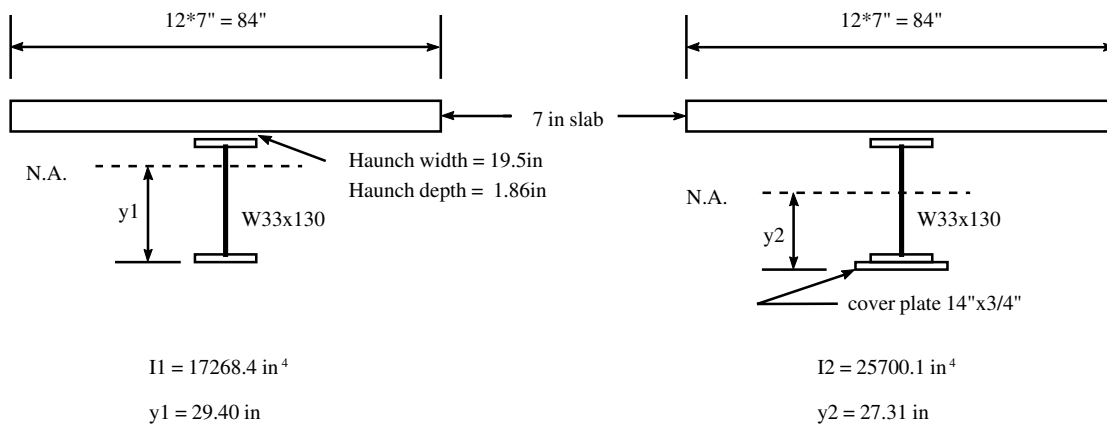 12*7" = 84"
12*7" = 84"
7 in slab
Haunch width = 19.5in
Haunch depth = 1.86in
N.A.
y1
W33x130
N.A.
y2
W33x130
cover plate 14"x3/4"
I1 = 17268.4 in⁴
I2 = 25700.1 in⁴
y1 = 29.40 in
y2 = 27.31 in